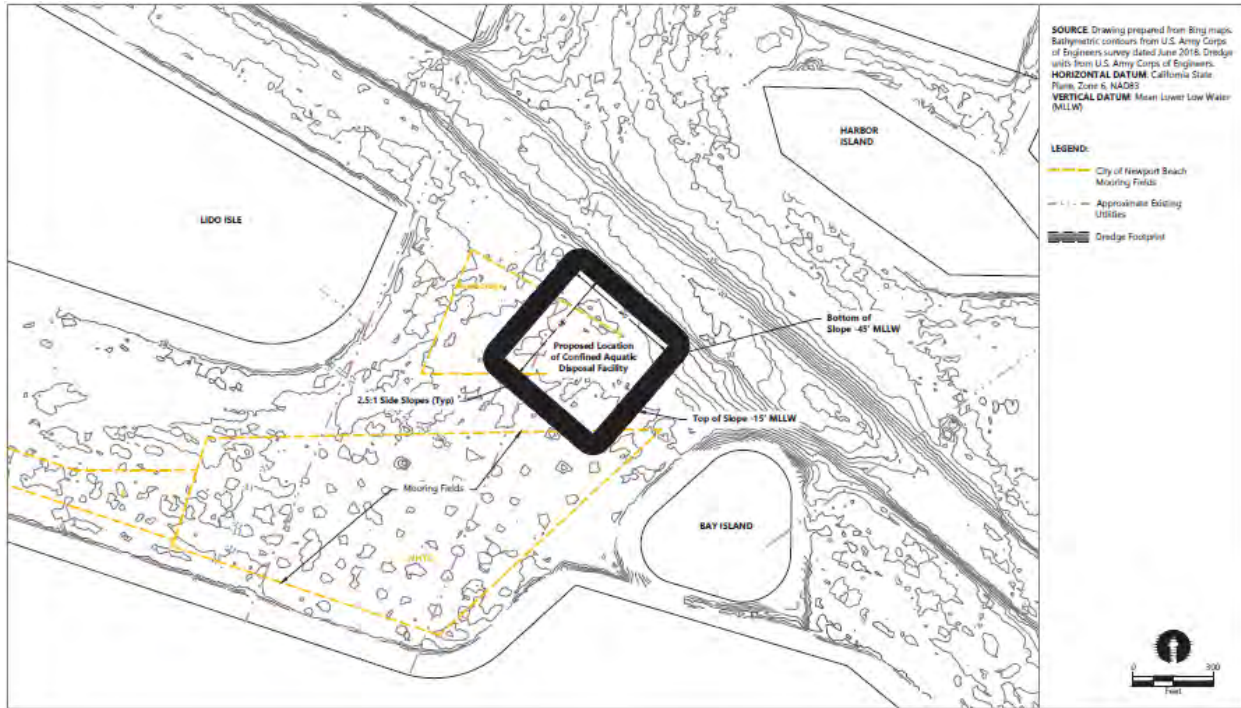 SOURCE: Drawing prepared from Bing maps.
Bathymetric contours from U.S. Army Corps
of Engineers survey dated June 2018. Dredge
units from U.S. Army Corps of Engineers.
HORIZONTAL DATUM: California State
Plane, Zone 6, NAD83
VERTICAL DATUM: Mean Lower Low Water
(MLLW)
LEGEND:
City of Newport Beach
Mooring Fields
Approximate Existing
Utilities
Dredge Footprint
HARBOR
ISLAND
LIDO ISLE
Bottom of
Slope -45' MLLW
Proposed Location
of Confined Aquatic
Disposal Facility
2.5:1 Side Slopes (Typ)
Top of Slope -15' MLLW
Mooring Fields
BAY ISLAND
0 300
Feet